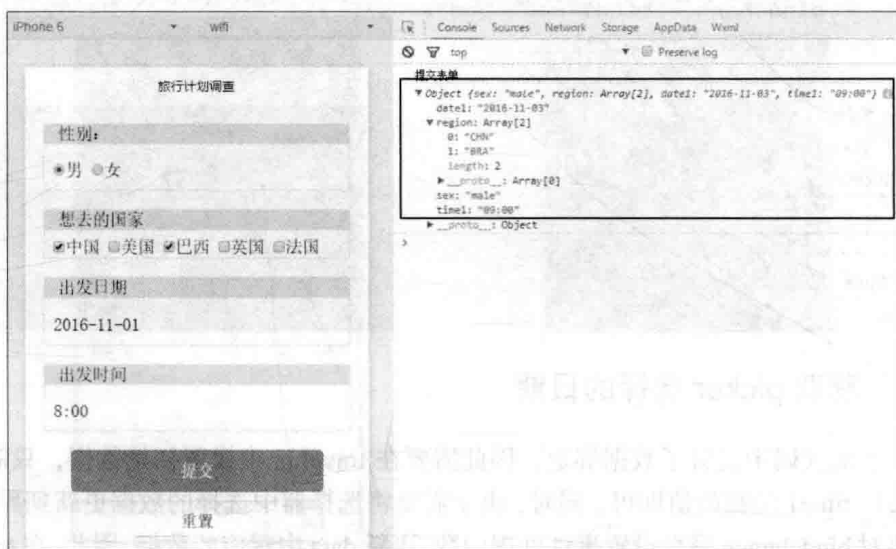 iPhone 6 wifi
旅行计划调查
性别:
男 女
想去的国家
中国 美国 巴西 英国 法国
出发日期
2016-11-01
出发时间
8:00
提交
重置
Console Sources Network Storage AppData Wxml
top Preserve log
提交表单
Object {sex: "male", region: Array[2], date1: "2016-11-03", time1: "09:00"}
date1: "2016-11-03"
region: Array[2]
0: "CHN"
1: "BRA"
length: 2
__proto__: Array[0]
sex: "male"
time1: "09:00"
__proto__: Object